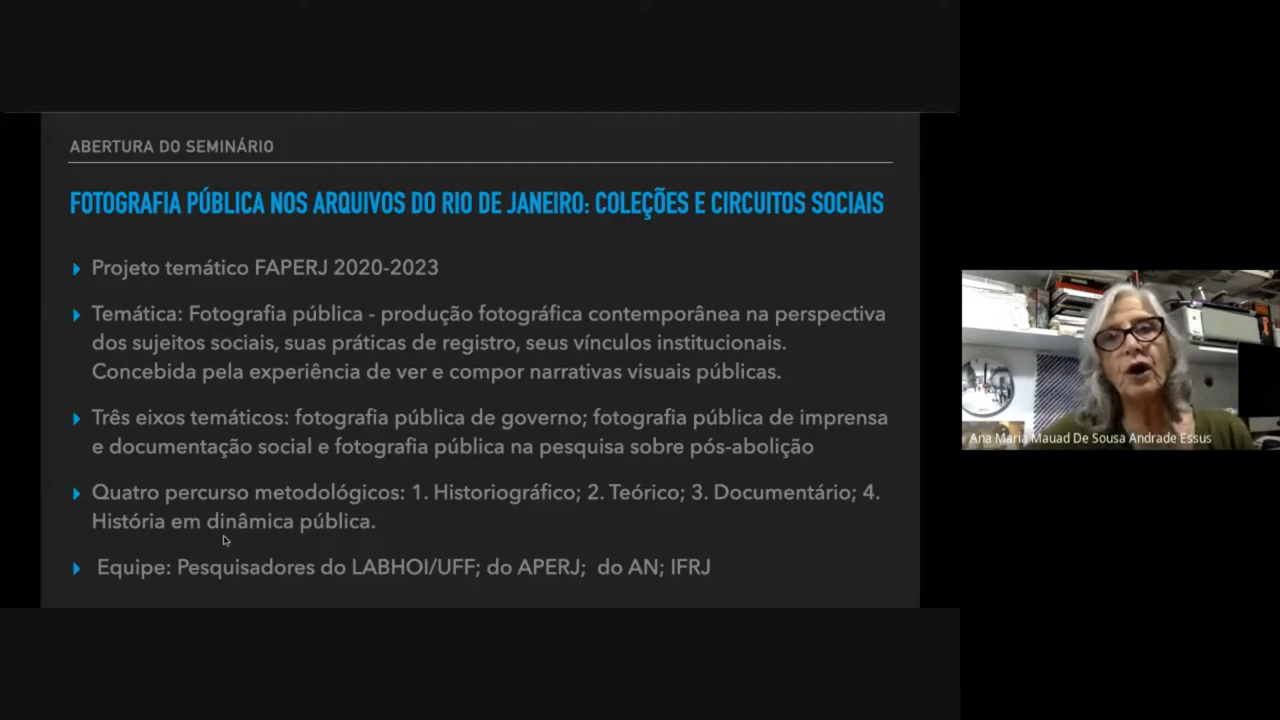 ABERTURA DO SEMINÁRIO
FOTOGRAFIA PÚBLICA NOS ARQUIVOS DO RIO DE JANEIRO: COLEÇÕES E CIRCUITOS SOCIAIS
Projeto temático FAPERJ 2020-2023
Temática: Fotografia pública - produção fotográfica contemporânea na perspectiva
dos sujeitos sociais, suas práticas de registro, seus vínculos institucionais.
Concebida pela experiência de ver e compor narrativas visuais públicas.
Três eixos temáticos: fotografia pública de governo; fotografia pública de imprensa
e documentação social e fotografia pública na pesquisa sobre pós-abolição
Quatro percurso metodológicos: 1. Historiográfico; 2. Teórico; 3. Documentário; 4.
História em dinâmica pública.
Equipe: Pesquisadores do LABHOI/UFF; do APERJ; do AN; IFRJ
Ana Maria Mauad De Sousa Andrade Essus